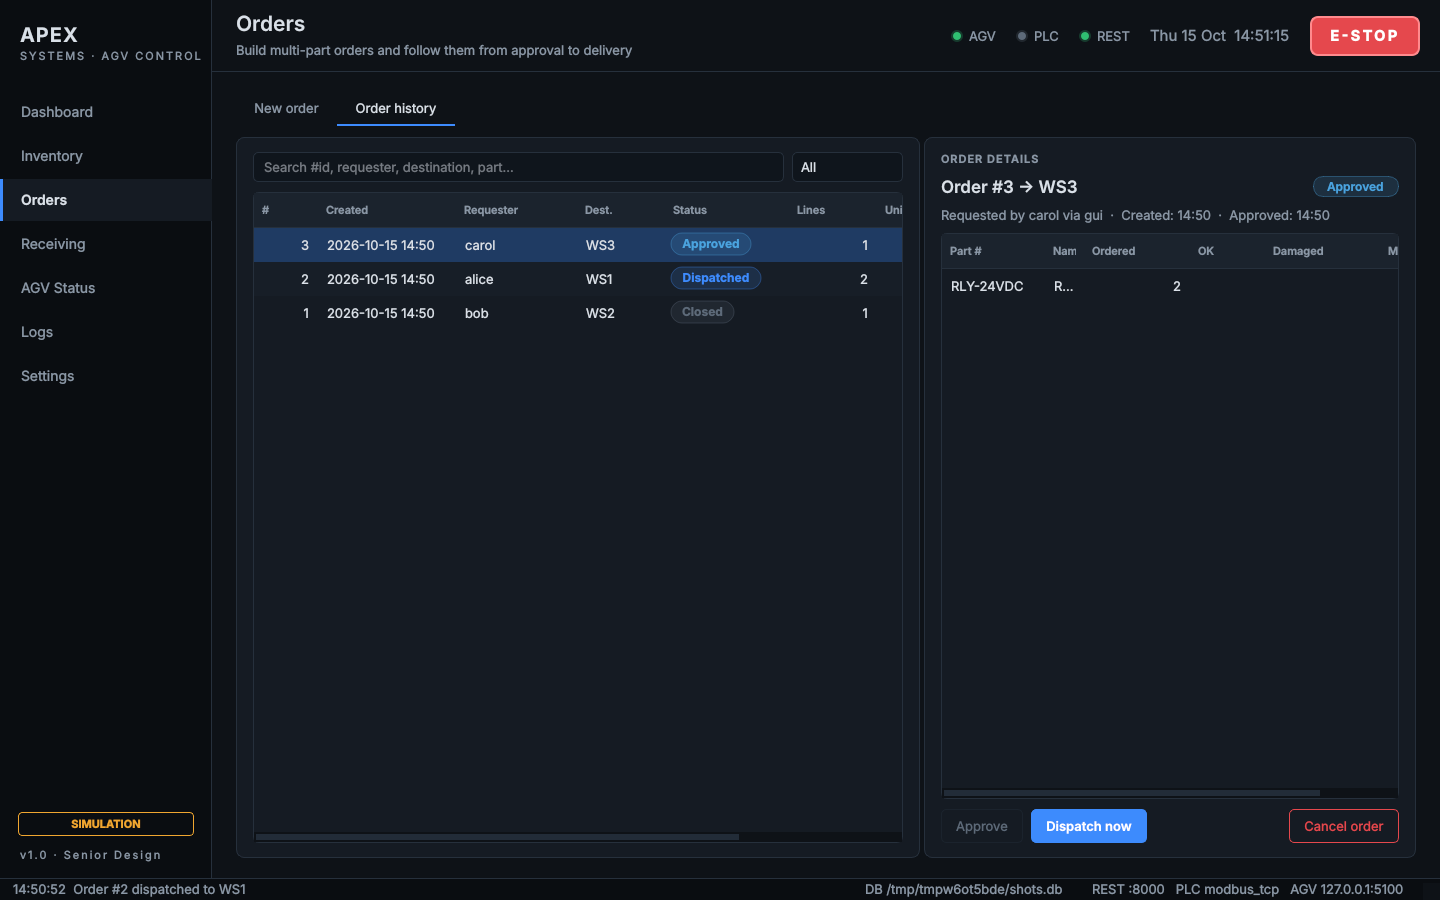 APEX
SYSTEMS · AGV CONTROL
Dashboard
Inventory
Orders
Receiving
AGV Status
Logs
Settings
SIMULATION
v1.0 · Senior Design
Orders
Build multi-part orders and follow them from approval to delivery
AGV PLC REST Thu 15 Oct 14:51:15 E-STOP
New order Order history
Search #id, requester, destination, part... All
# Created Requester Dest. Status Lines Uni
3 2026-10-15 14:50 carol WS3 Approved 1
2 2026-10-15 14:50 alice WS1 Dispatched 2
1 2026-10-15 14:50 bob WS2 Closed 1
ORDER DETAILS
Order #3 → WS3 Approved
Requested by carol via gui · Created: 14:50 · Approved: 14:50
Part # Nam Ordered OK Damaged M
RLY-24VDC R... 2
Approve Dispatch now Cancel order
14:50:52 Order #2 dispatched to WS1 DB /tmp/tmpw6ot5bde/shots.db REST :8000 PLC modbus_tcp AGV 127.0.0.1:5100